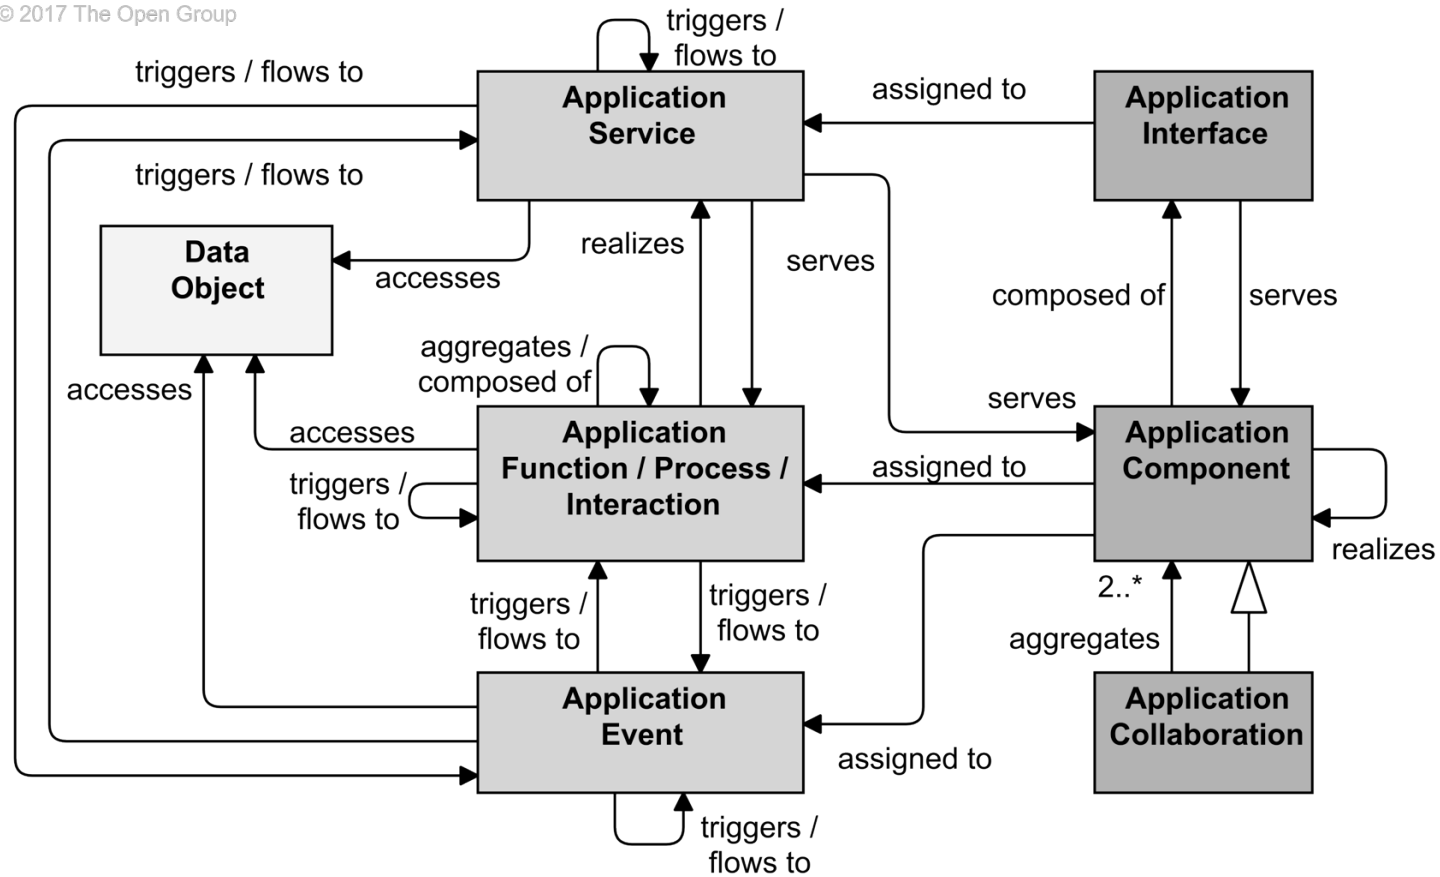 © 2017 The Open Group
triggers /
flows to
triggers / flows to
Application
Service
assigned to
Application
Interface
triggers / flows to
Data
Object
accesses
realizes
serves
composed of
serves
aggregates /
composed of
accesses
accesses
triggers /
flows to
Application
Function / Process /
Interaction
serves
assigned to
Application
Component
realizes
triggers /
flows to
triggers /
flows to
2..*
aggregates
Application
Event
assigned to
Application
Collaboration
triggers /
flows to